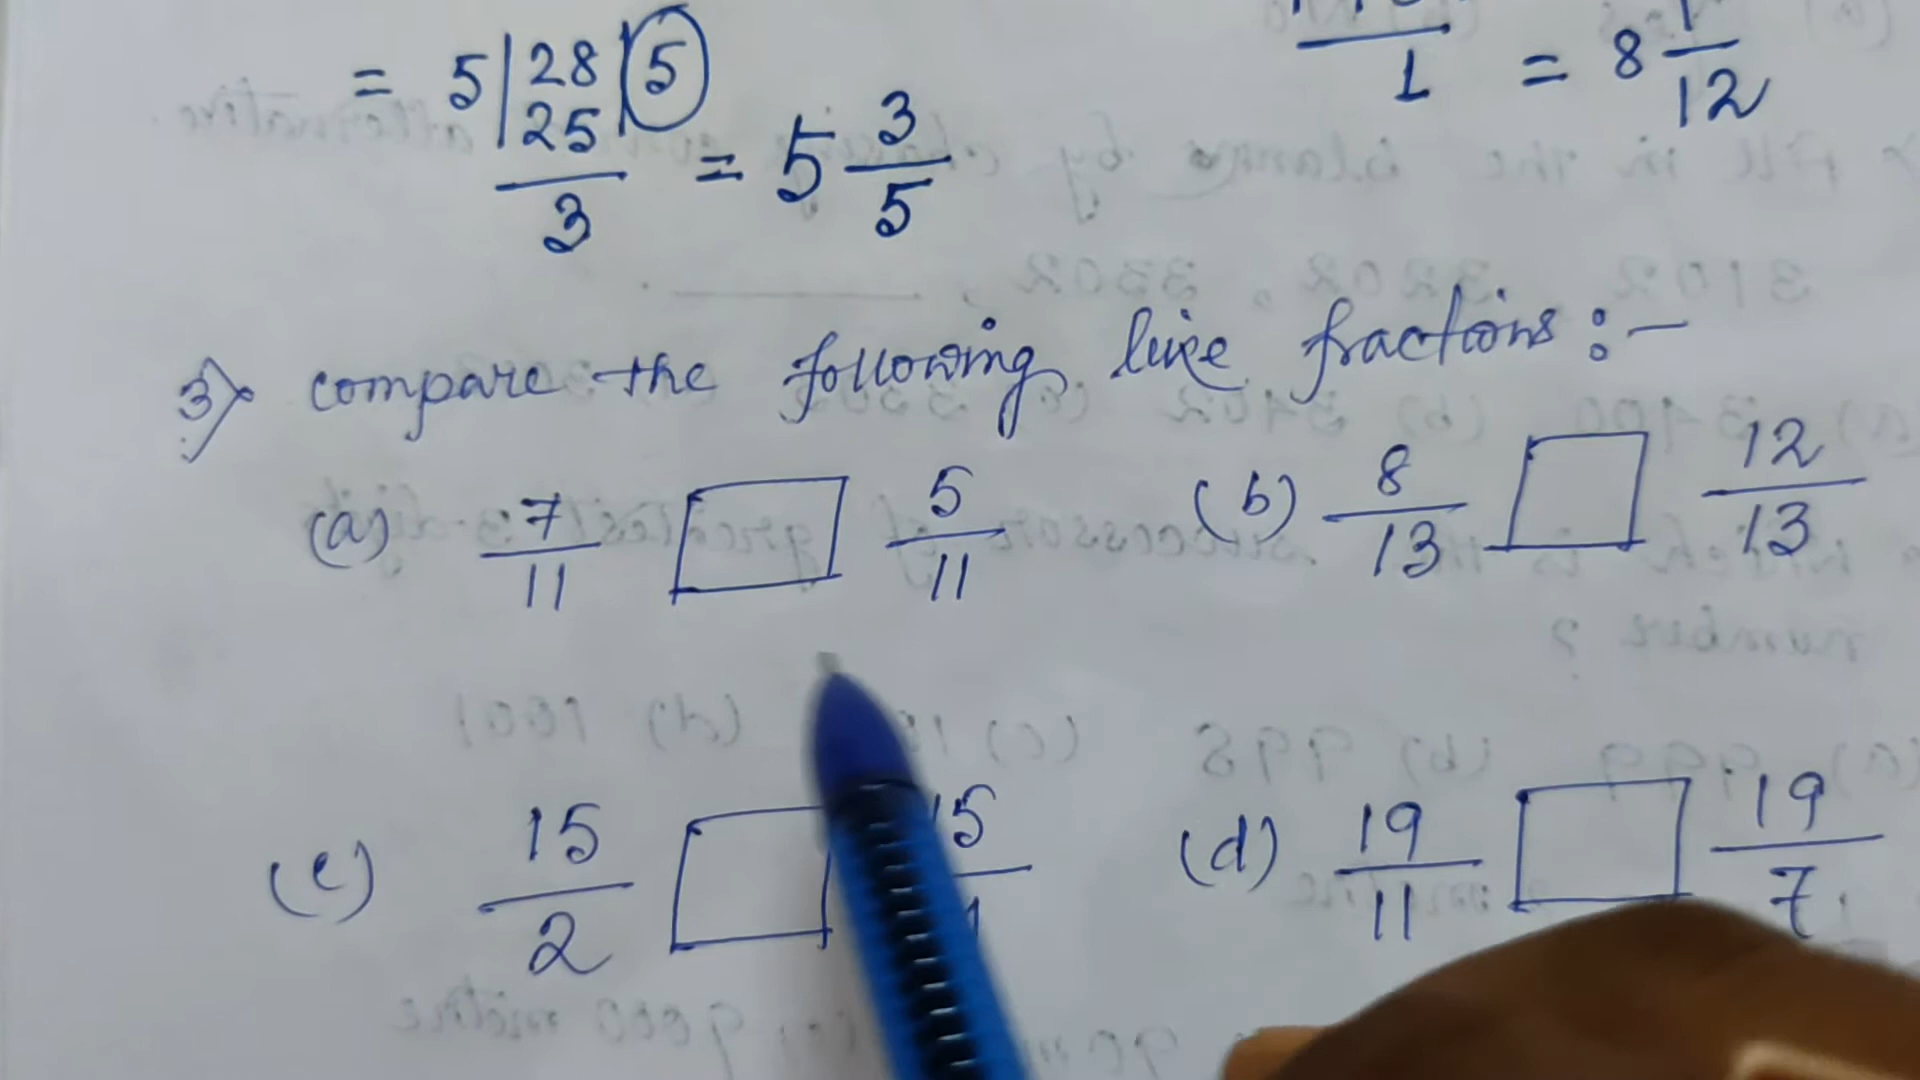 = 5 | 28 | 5
25
3 = 5 3/5
1 = 8 1/12
3) compare the following like fractions :-
(a) 7/11 □ 5/11 (b) 8/13 □ 12/13
(c) 15/2 □ 15/ (d) 19/11 □ 19/7